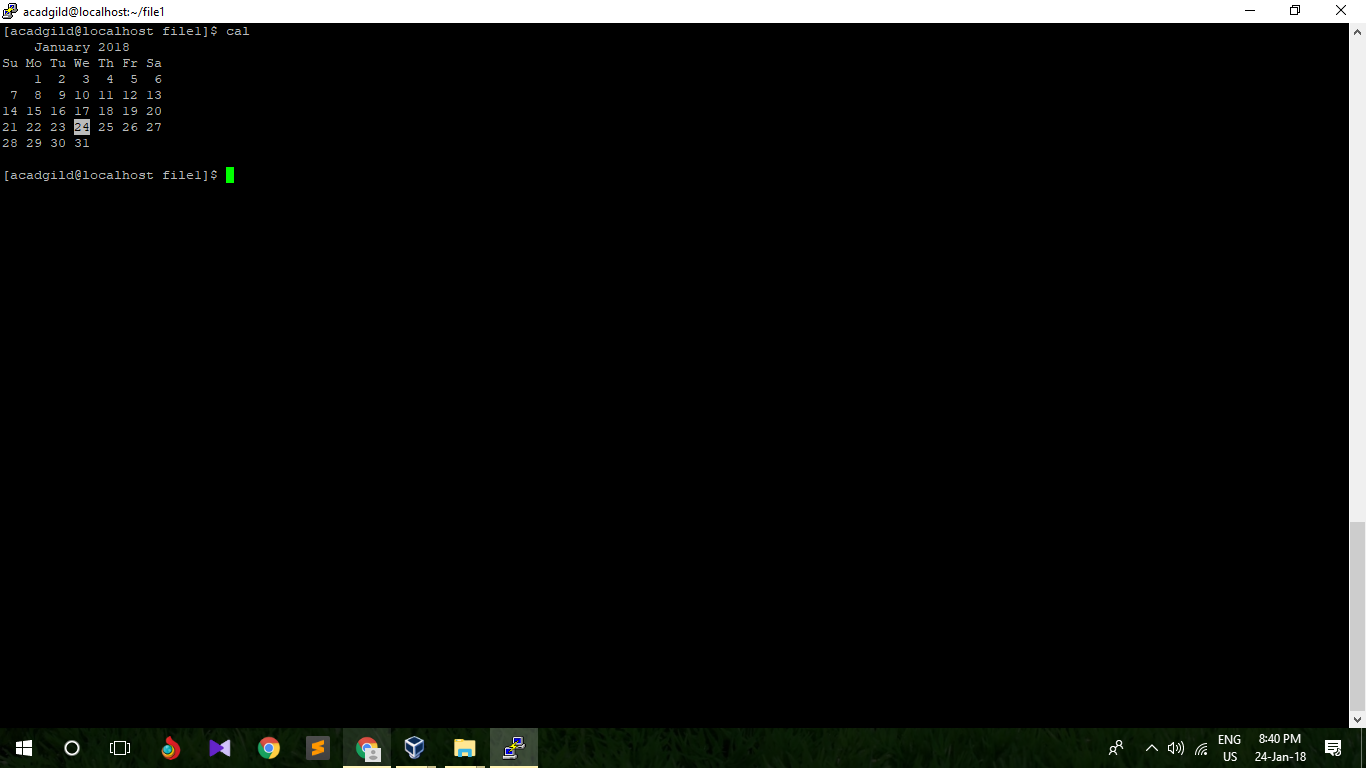 acadgild@localhost:~/file1
[acadgild@localhost file1]$ cal
    January 2018
Su Mo Tu We Th Fr Sa
    1  2  3  4  5  6
 7  8  9 10 11 12 13
14 15 16 17 18 19 20
21 22 23 24 25 26 27
28 29 30 31
[acadgild@localhost file1]$
ENG 8:40 PM
US 24-Jan-18